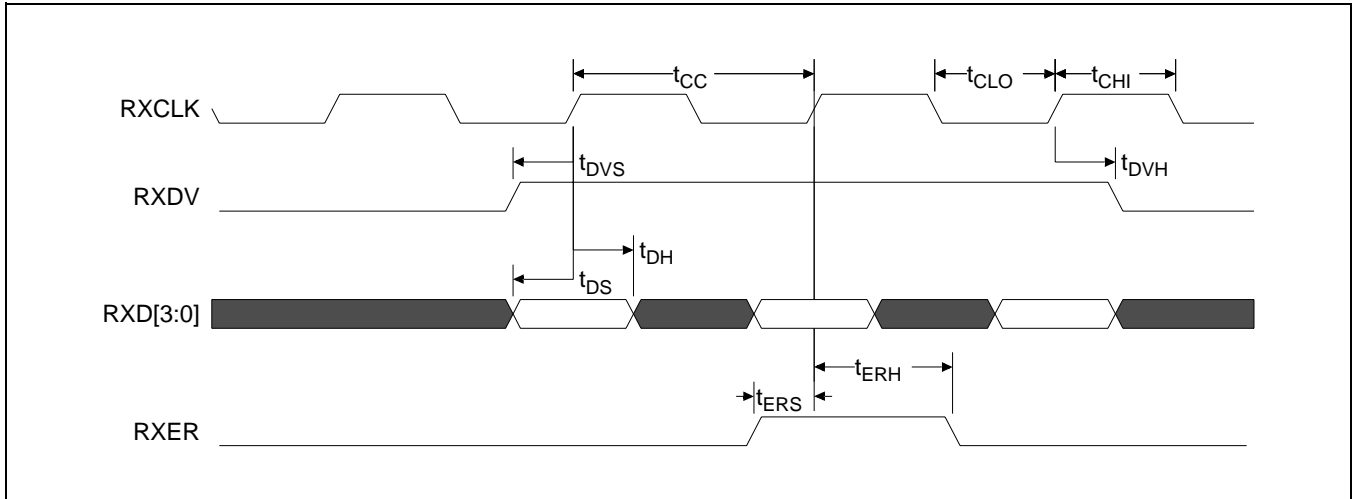 tCC
tCLO
tCHI
RXCLK
tDVS
tDVH
RXDV
tDH
tDS
RXD[3:0]
tERH
tERS
RXER